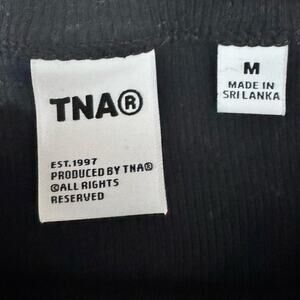 TNA®
EST.1997
PRODUCED BY TNA®
©ALL RIGHTS
RESERVED
M
MADE IN
SRI LANKA